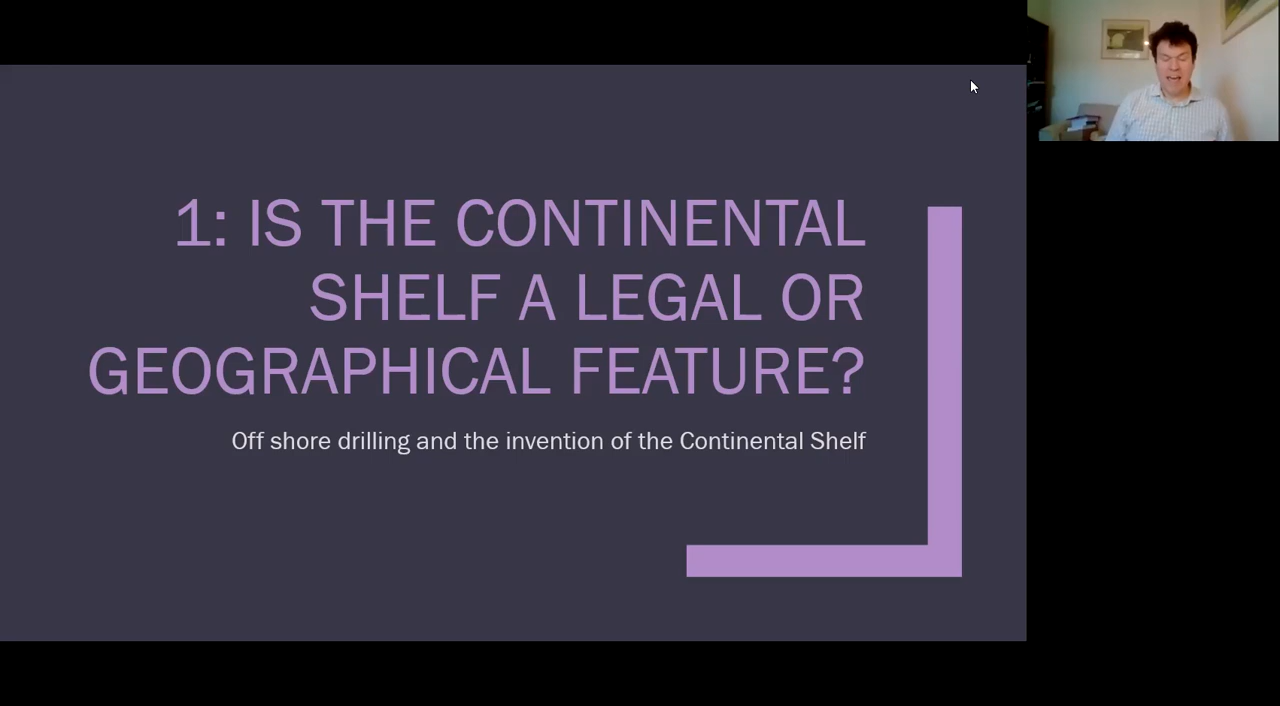 1: IS THE CONTINENTAL
SHELF A LEGAL OR
GEOGRAPHICAL FEATURE?
Off shore drilling and the invention of the Continental Shelf